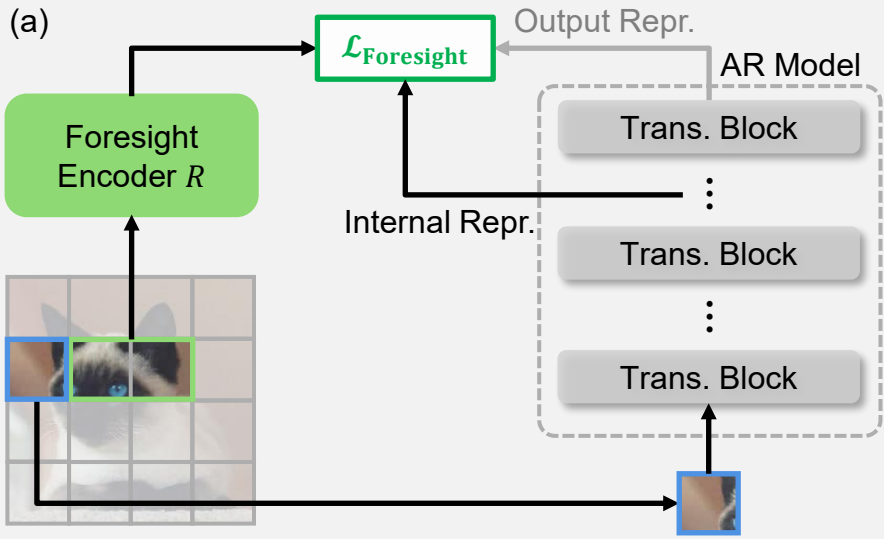 (a)
ℒForesight
Output Repr.
AR Model
Foresight
Encoder R
Trans. Block
⋮
Internal Repr.
Trans. Block
⋮
Trans. Block